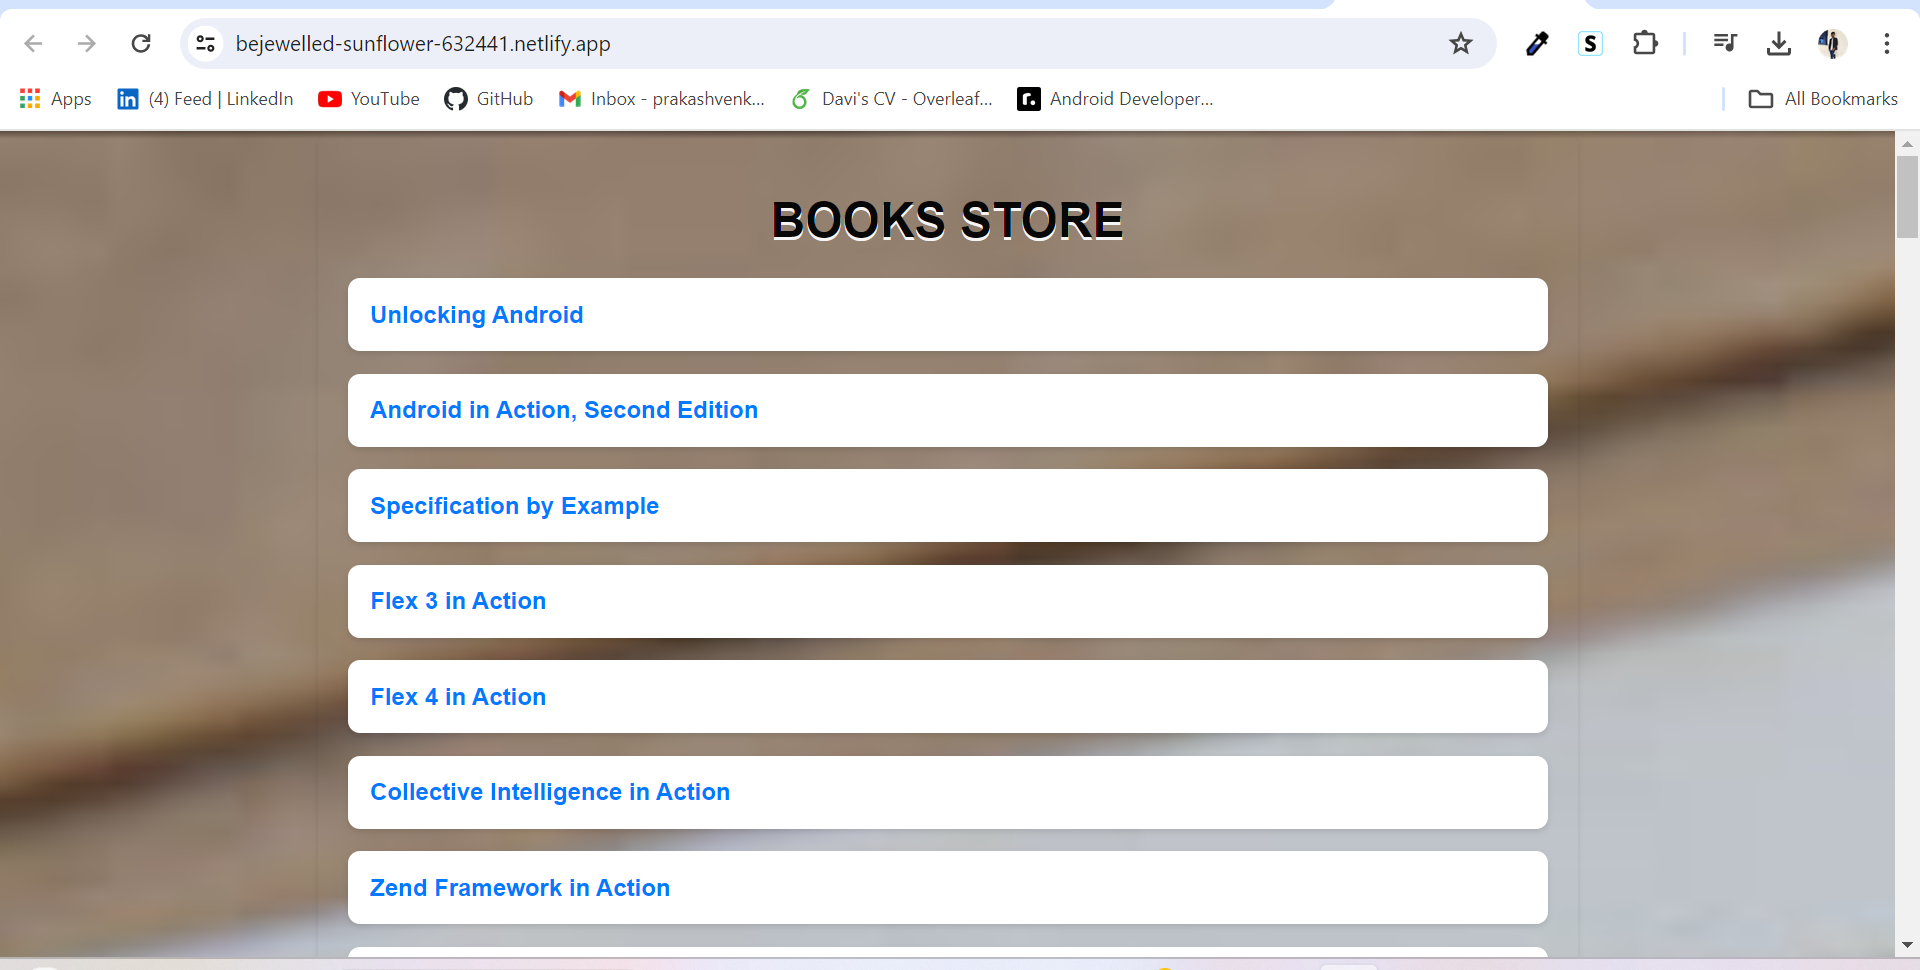 bejewelled-sunflower-632441.netlify.app
S
Apps
in (4) Feed | LinkedIn
YouTube
GitHub
Inbox - prakashvenk...
Davi's CV - Overleaf...
r. Android Developer...
All Bookmarks
BOOKS STORE
Unlocking Android
Android in Action, Second Edition
Specification by Example
Flex 3 in Action
Flex 4 in Action
Collective Intelligence in Action
Zend Framework in Action